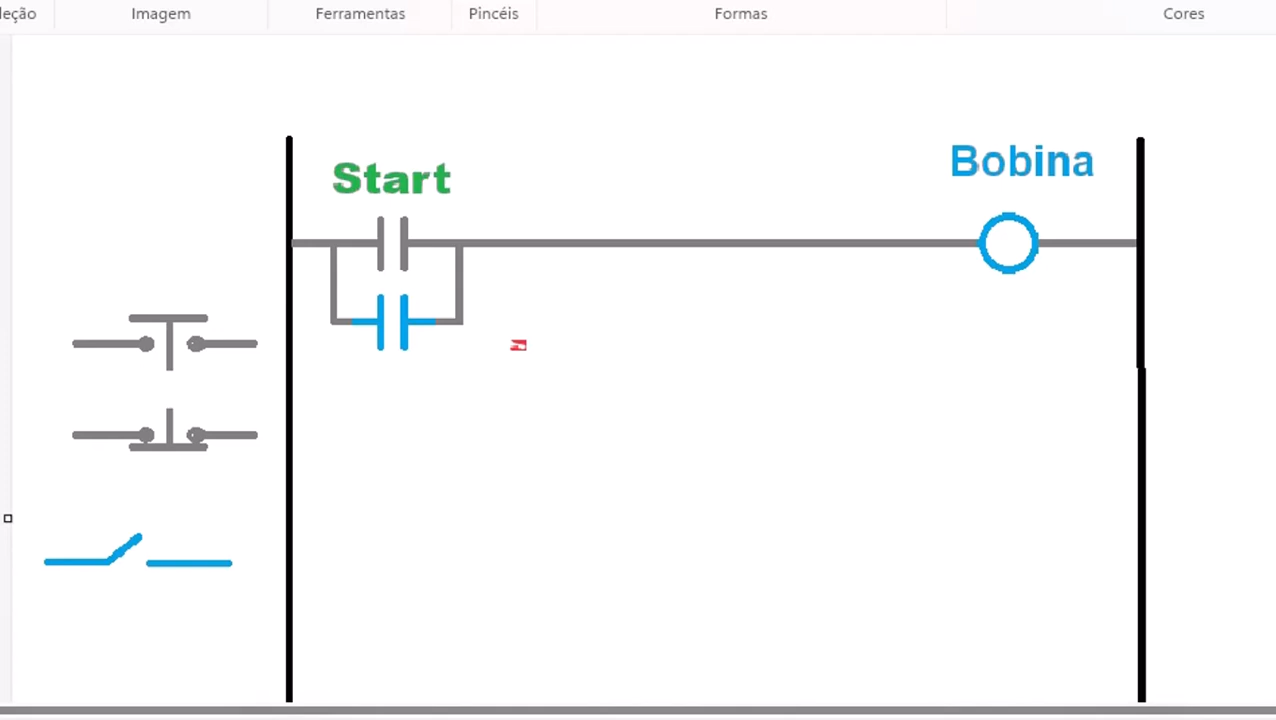 leção
Imagem
Ferramentas
Pincéis
Formas
Cores
Start
Bobina